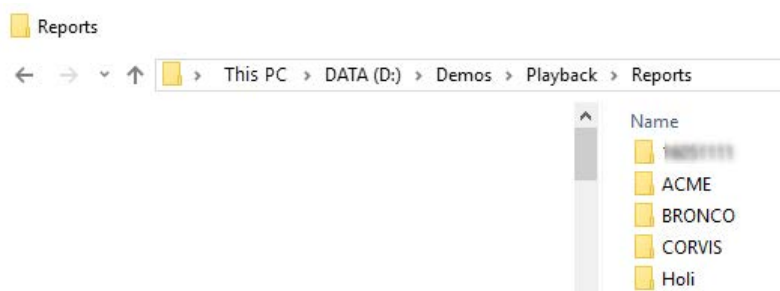 Reports
This PC > DATA (D:) > Demos > Playback > Reports
Name
ACME
BRONCO
CORVIS
Holi